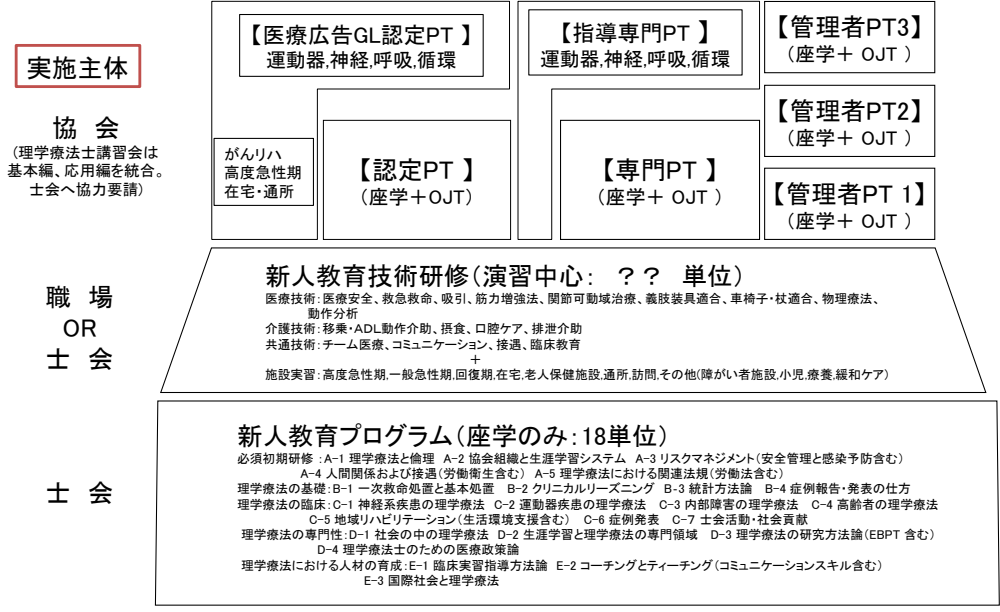 実施主体
協 会
(理学療法士講習会は
基本編、応用編を統合。
士会へ協力要請)
【医療広告GL認定PT 】
運動器,神経,呼吸,循環
がんリハ
高度急性期
在宅・通所
【認定PT 】
(座学＋OJT)
【指導専門PT 】
運動器,神経,呼吸,循環
【専門PT 】
(座学＋ OJT )
【管理者PT3】
(座学＋ OJT )
【管理者PT2】
(座学＋ OJT )
【管理者PT 1】
(座学＋ OJT )
職 場
OR
士 会
新人教育技術研修(演習中心： ？？ 単位)
医療技術：医療安全、救急救命、吸引、筋力増強法、関節可動域治療、義肢装具適合、車椅子・杖適合、物理療法、
動作分析
介護技術：移乗・ADL動作介助、摂食、口腔ケア、排泄介助
共通技術：チーム医療、コミュニケーション、接遇、臨床教育
＋
施設実習：高度急性期,一般急性期,回復期,在宅,老人保健施設,通所,訪問,その他(障がい者施設,小児,療養,緩和ケア)
士 会
新人教育プログラム(座学のみ：18単位)
必須初期研修：A-1 理学療法と倫理 A-2 協会組織と生涯学習システム A-3 リスクマネジメント(安全管理と感染予防含む)
A-4 人間関係および接遇(労働衛生含む) A-5 理学療法における関連法規(労働法含む)
理学療法の基礎：B-1 一次救命処置と基本処置 B-2 クリニカルリーズニング B-3 統計方法論 B-4 症例報告・発表の仕方
理学療法の臨床：C-1 神経系疾患の理学療法 C-2 運動器疾患の理学療法 C-3 内部障害の理学療法 C-4 高齢者の理学療法
C-5 地域リハビリテーション(生活環境支援含む) C-6 症例発表 C-7 士会活動・社会貢献
理学療法の専門性：D-1 社会の中の理学療法 D-2 生涯学習と理学療法の専門領域 D-3 理学療法の研究方法論(EBPT 含む)
D-4 理学療法士のための医療政策論
理学療法における人材の育成：E-1 臨床実習指導方法論 E-2 コーチングとティーチング(コミュニケーションスキル含む)
E-3 国際社会と理学療法